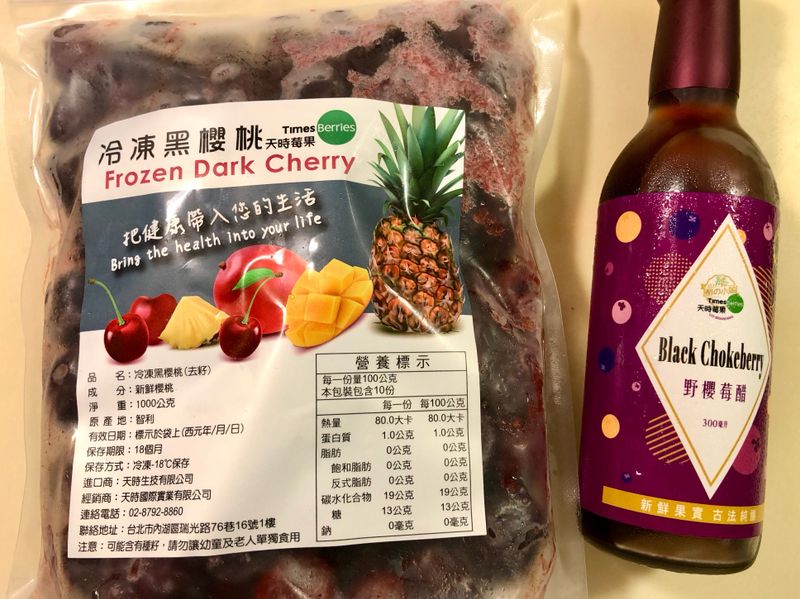 冷凍黑櫻桃
Times Berries
天時莓果
Frozen Dark Cherry
把健康帶入您的生活
Bring the health into your life
品 名：冷凍黑櫻桃(去籽)
成 分：新鮮櫻桃
淨 重：1000公克
原 產 地：智利
有效日期：標示於袋上(西元年/月/日)
保存期限：18個月
保存方式：冷凍-18℃保存
進口商：天時生技有限公司
經銷商：天時國際實業有限公司
連絡電話：02-8792-8860
聯絡地址：台北市內湖區瑞光路76巷16號1樓
注意：可能含有種籽，請勿讓幼童及老人單獨食用
營養標示
每一份量100公克
本包裝包含10份
每一份 每100公克
熱量 80.0大卡 80.0大卡
蛋白質 1.0公克 1.0公克
脂肪 0公克 0公克
飽和脂肪 0公克 0公克
反式脂肪 0公克 0公克
碳水化合物 19公克 19公克
糖 13公克 13公克
鈉 0毫克 0毫克
Times Berries
天時莓果
Black Chokeberry
野櫻莓醋
300毫升
新鮮果實 古法純釀